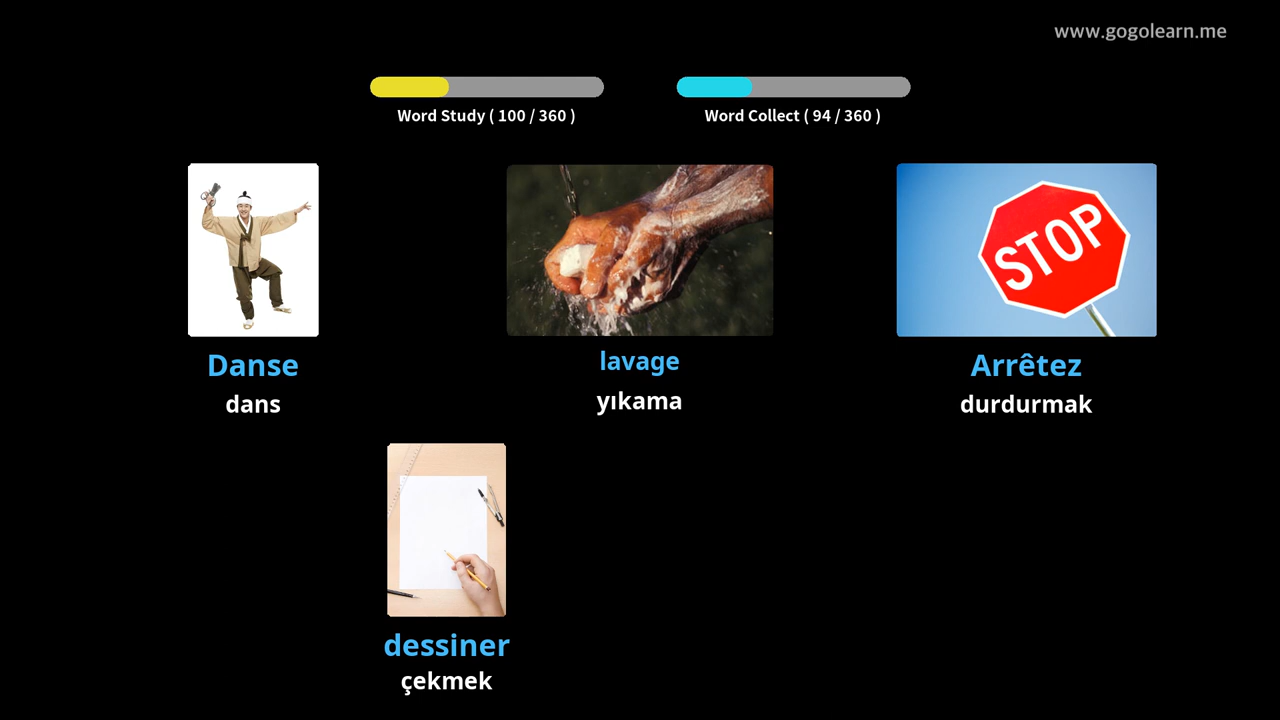 www.gogolearn.me
Word Study ( 100 / 360 )
Word Collect ( 94 / 360 )
STOP
Danse
dans
lavage
yıkama
Arrêtez
durdurmak
dessiner
çekmek